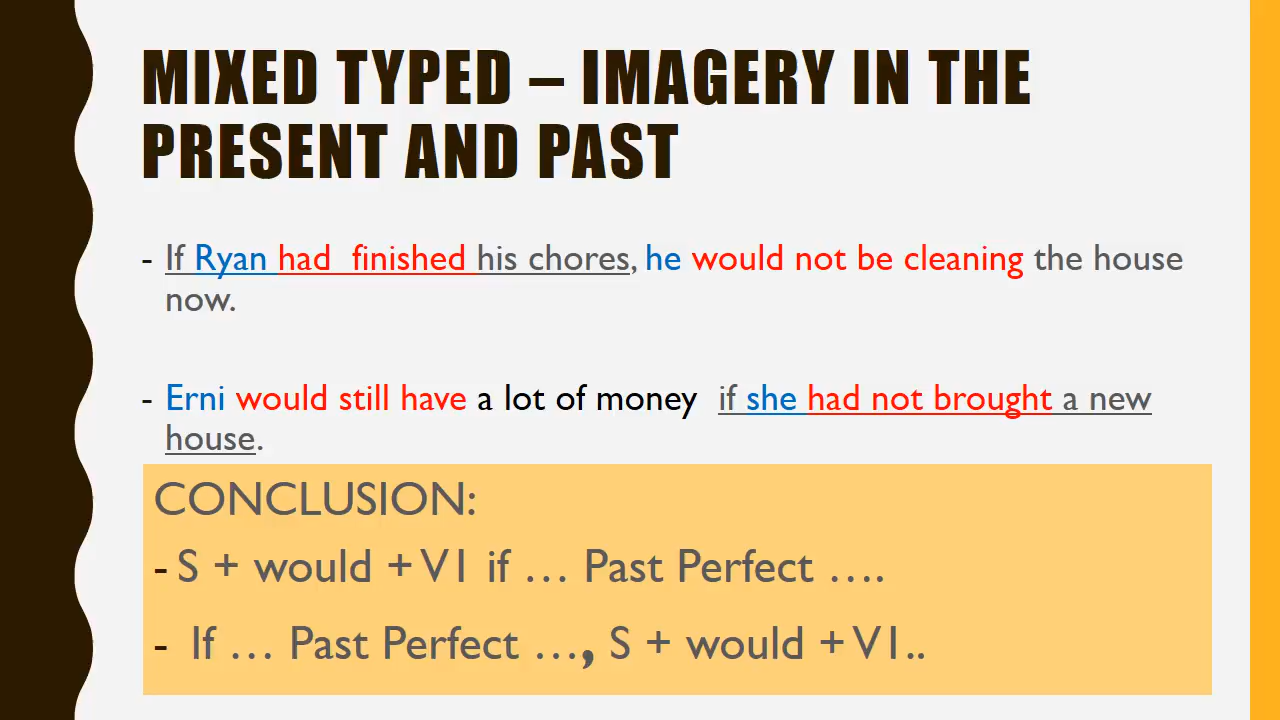 MIXED TYPED – IMAGERY IN THE
PRESENT AND PAST
- If Ryan had finished his chores, he would not be cleaning the house
now.
- Erni would still have a lot of money if she had not brought a new
house.
CONCLUSION:
- S + would + V1 if … Past Perfect ….
- If … Past Perfect …, S + would + V1..